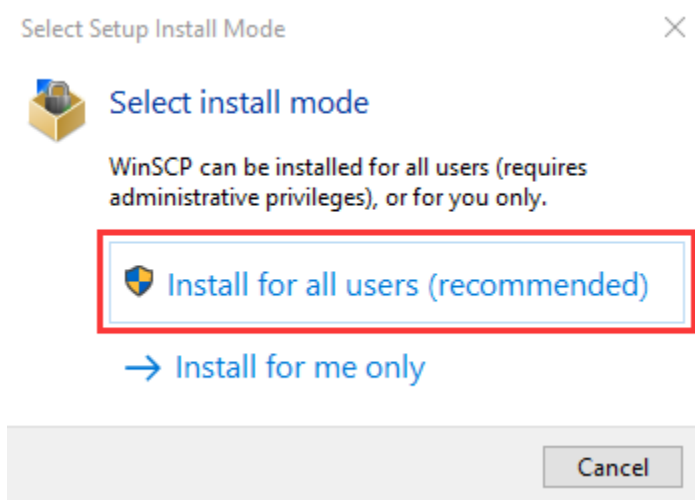 Select Setup Install Mode
Select install mode
WinSCP can be installed for all users (requires
administrative privileges), or for you only.
Install for all users (recommended)
Install for me only
Cancel